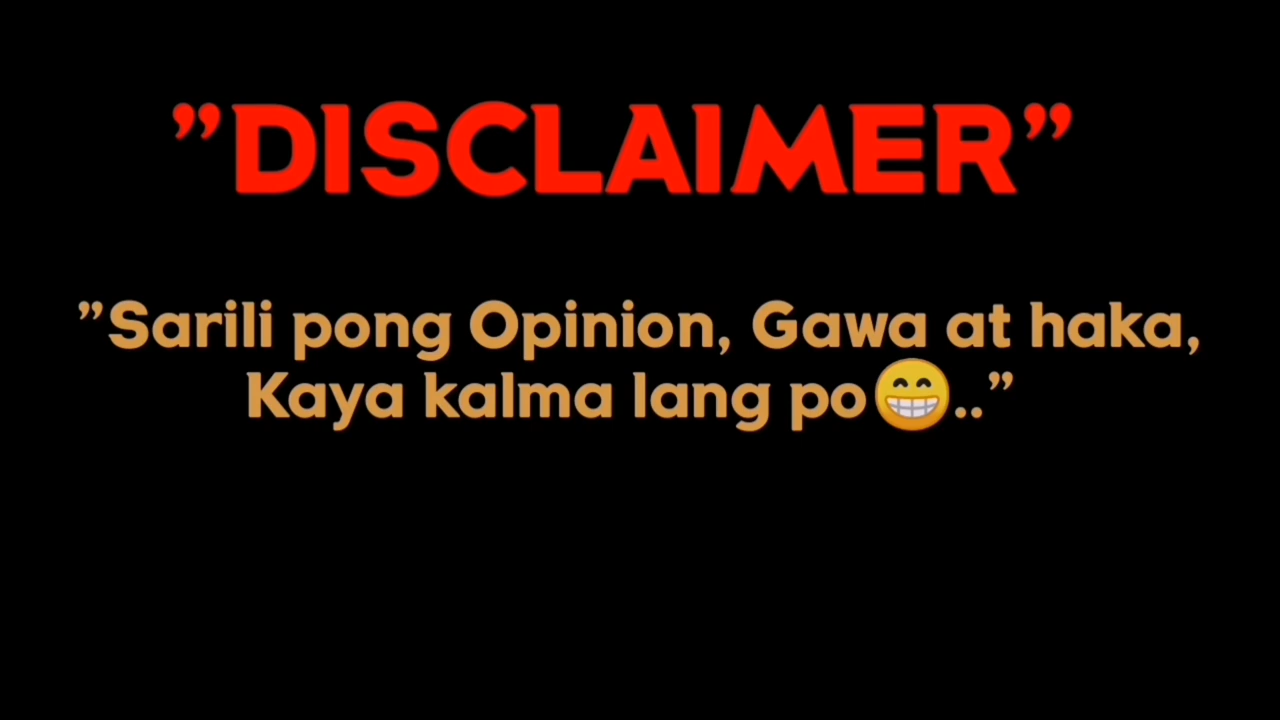 ”DISCLAIMER”
”Sarili pong Opinion, Gawa at haka,
Kaya kalma lang po😁..”